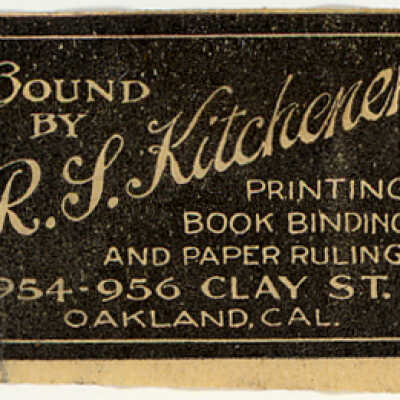 BOUND
BY
R. S. Kitchener
PRINTING
BOOK BINDING
AND PAPER RULING
954-956 CLAY ST.
OAKLAND, CAL.